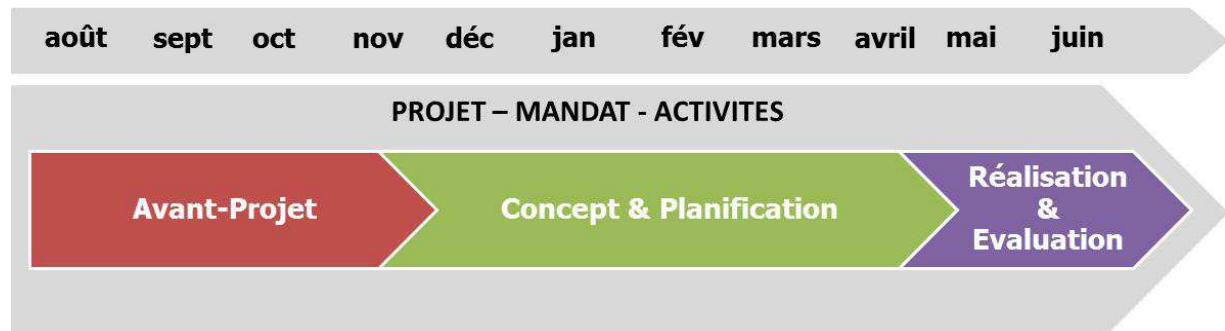 août sept oct nov déc jan fév mars avril mai juin
PROJET – MANDAT - ACTIVITES
Avant-Projet
Concept & Planification
Réalisation
&
Evaluation